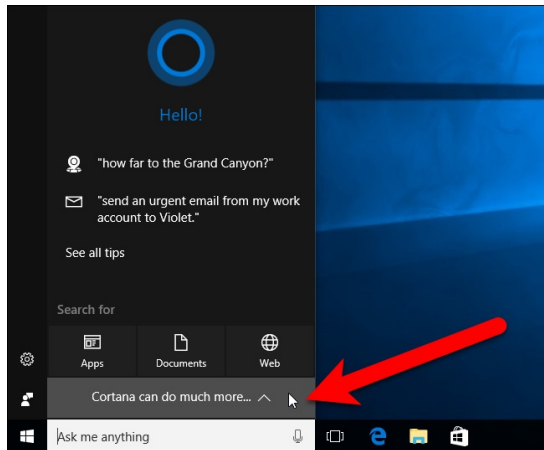 Hello!
"how far to the Grand Canyon?"
"send an urgent email from my work
account to Violet."
See all tips
Search for
Apps
Documents
Web
Cortana can do much more...
Ask me anything